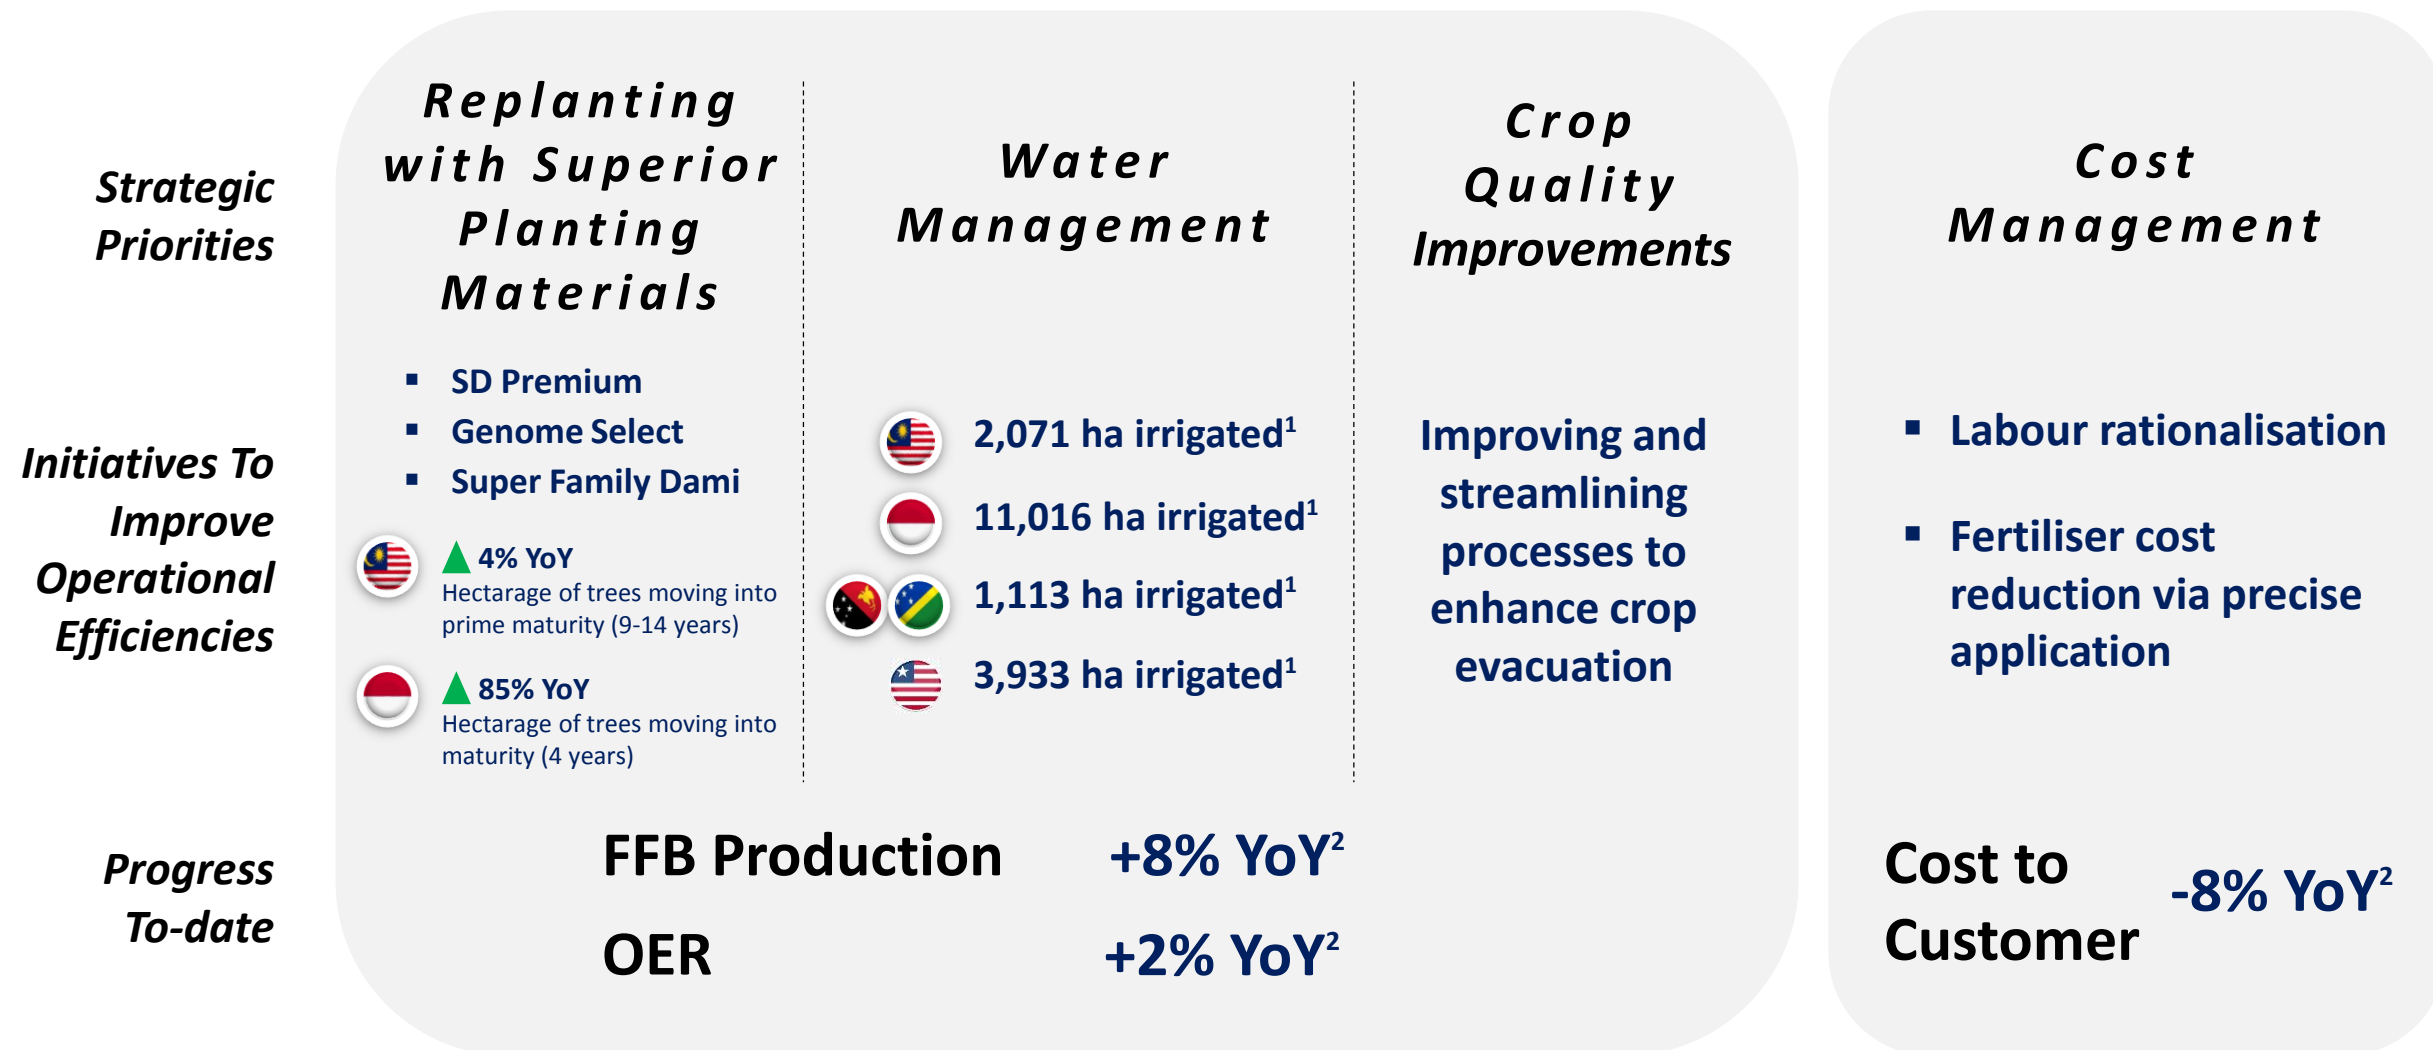 Strategic
Priorities
Replanting
with Superior
Planting
Materials
Water
Management
Crop
Quality
Improvements
Cost
Management
Initiatives To
Improve
Operational
Efficiencies
▪ SD Premium
▪ Genome Select
▪ Super Family Dami
4% YoY
Hectarage of trees moving into
prime maturity (9-14 years)
85% YoY
Hectarage of trees moving into
maturity (4 years)
2,071 ha irrigated¹
11,016 ha irrigated¹
1,113 ha irrigated¹
3,933 ha irrigated¹
Improving and
streamlining
processes to
enhance crop
evacuation
▪ Labour rationalisation
▪ Fertiliser cost
reduction via precise
application
Progress
To-date
FFB Production +8% YoY²
OER +2% YoY²
Cost to
Customer
-8% YoY²